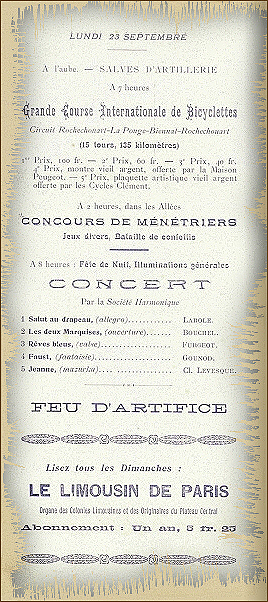 LUNDI 23 SEPTEMBRE
A l'aube. — SALVES D'ARTILLERIE
A 7 heures
Grande Course Internationale de Bicyclettes
Circuit Rochechouart-La Ponge-Biennat-Rochechouart
(15 tours, 135 kilomètres)
1er Prix, 100 fr. — 2e Prix, 60 fr. — 3e Prix, 40 fr.
4e Prix, montre vieil argent, offerte par la Maison
Peugeot. — 5e Prix, plaquette artistique vieil argent
offerte par les Cycles Clément.
A 2 heures, dans les Allées
CONCOURS DE MÉNÉTRIERS
Jeux divers, Bataille de confettis
A 8 heures : Fête de Nuit, Illuminations générales
CONCERT
Par la Société Harmonique
1 Salut au drapeau, (allegro)............ LABOLE.
2 Les deux Marquises, (ouverture).......... BOUCHEL.
3 Rêves bleus, (valse).................... FURGEOT.
4 Faust, (fantaisie)..................... GOUNOD.
5 Jeanne, (mazurka).................... CL. LEVESQUE.
FEU D'ARTIFICE
Lisez tous les Dimanches :
LE LIMOUSIN DE PARIS
Organe des Colonies Limousines et des Originaires du Plateau Central
Abonnement : Un an, 5 fr. 25